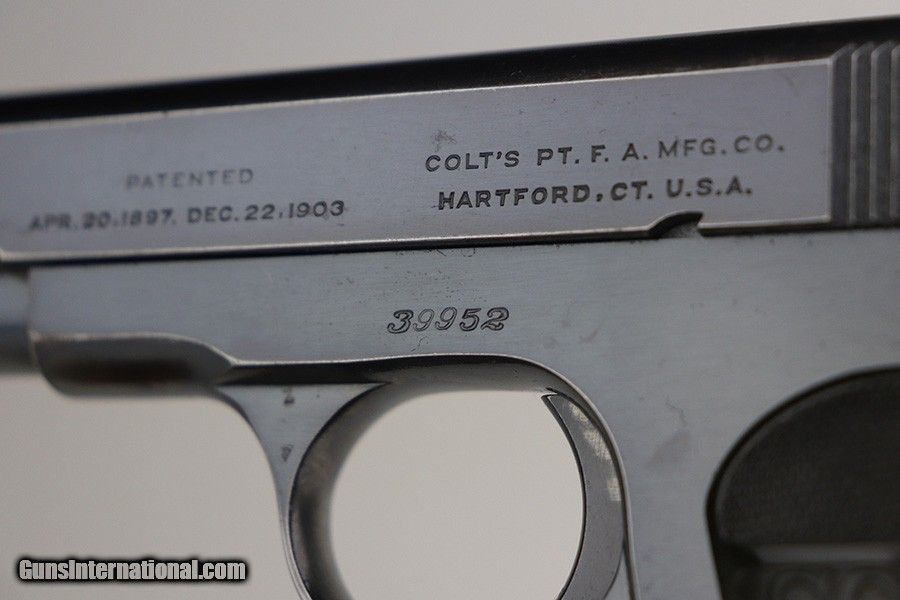 PATENTED
APR. 20. 1897. DEC. 22, 1903
COLT'S PT. F. A. MFG. CO.
HARTFORD, CT. U.S.A.
39952
GunsInternational.com